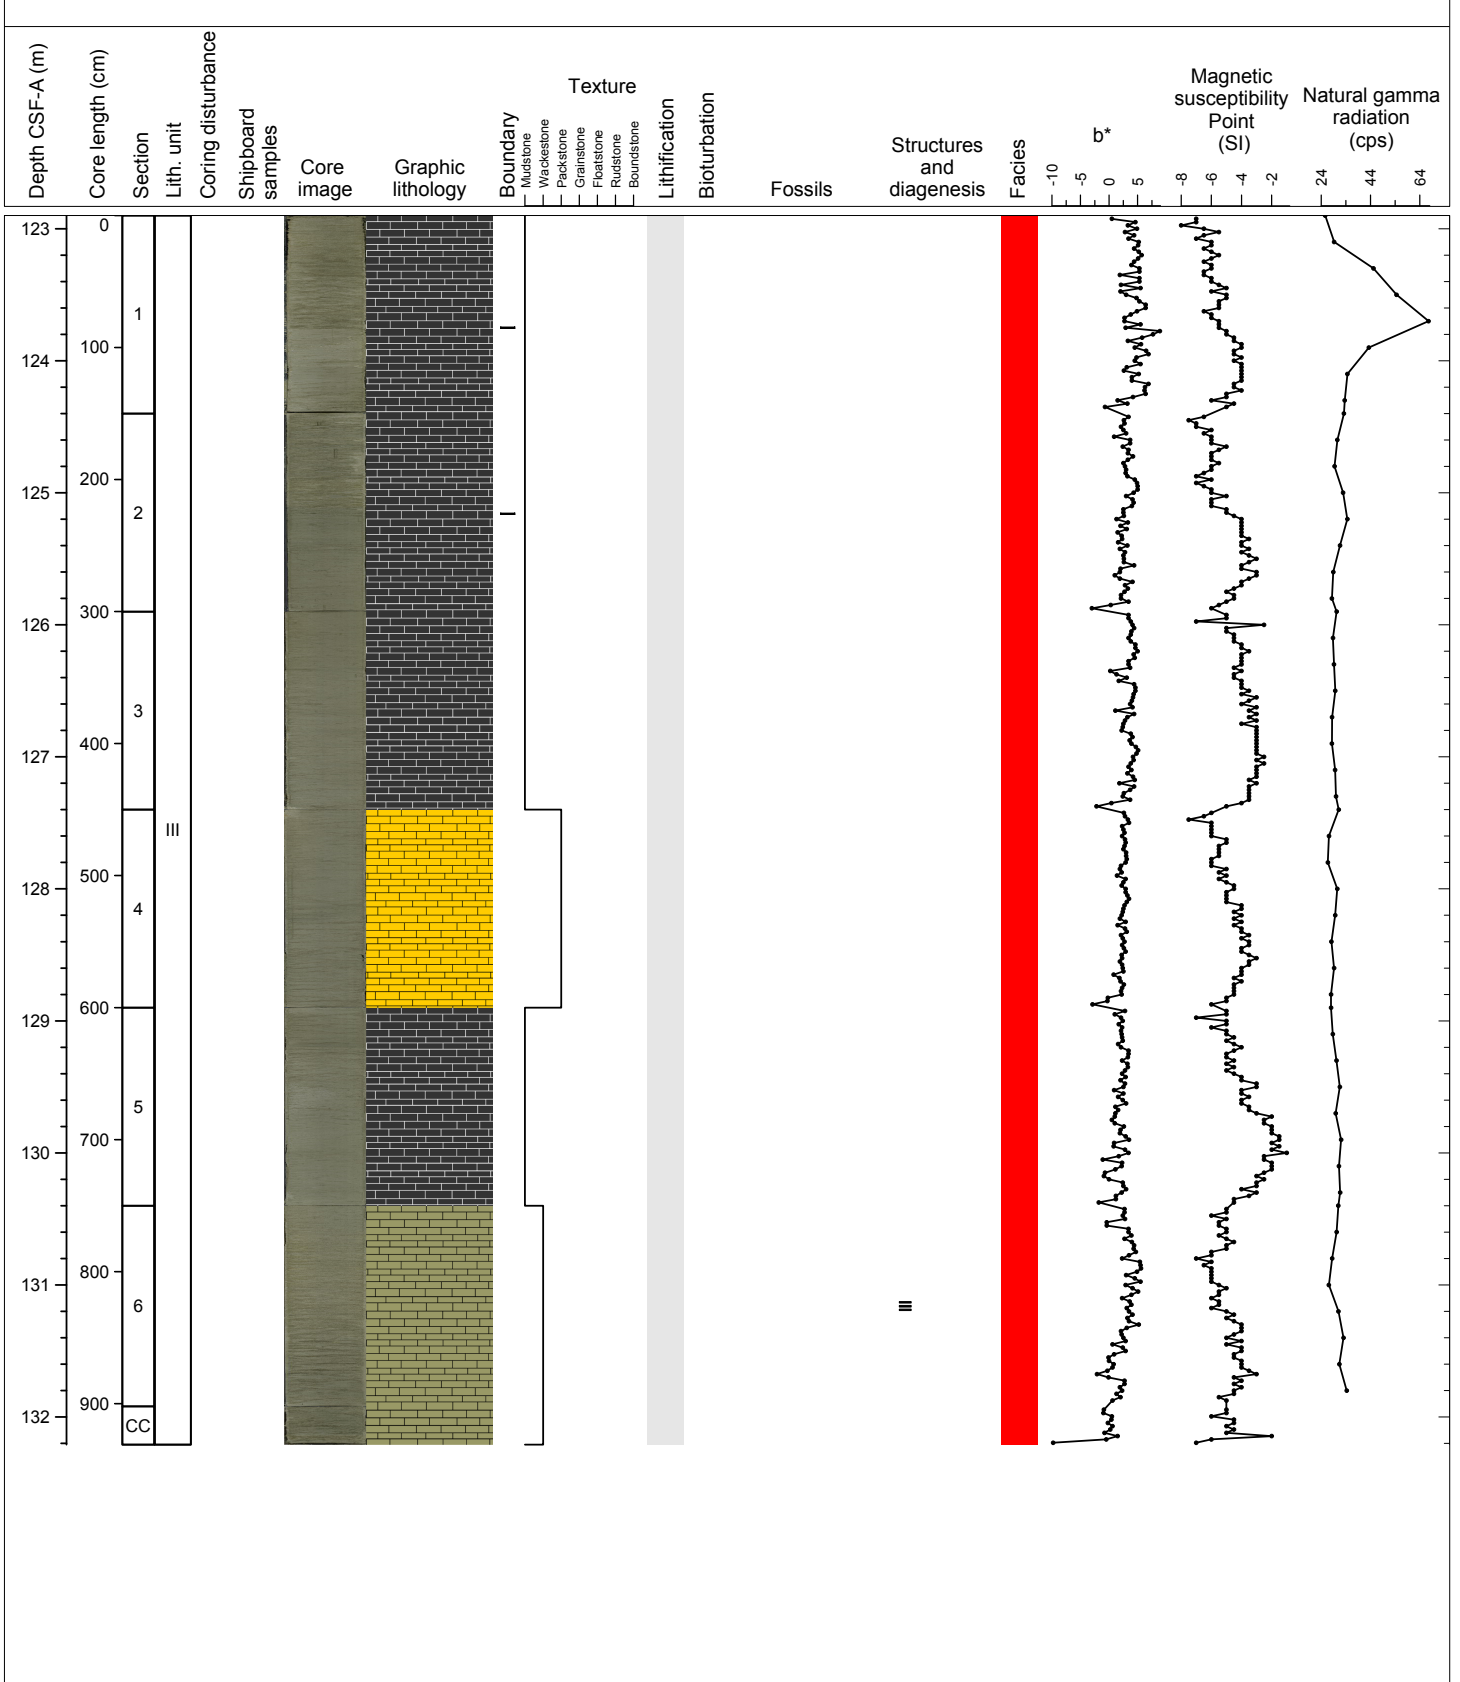 Depth CSF-A (m)
Core length (cm)
Section
Lith. unit
Coring disturbance
Shipboard
samples
Core
image
Graphic
lithology
Boundary
Texture
Mudstone
Wackestone
Packstone
Grainstone
Floatstone
Rudstone
Boundstone
Lithification
Bioturbation
Fossils
Structures
and
diagenesis
Facies
b*
-10
-5
0
5
Magnetic
susceptibility
Point
(SI)
-8
-6
-4
-2
Natural gamma
radiation
(cps)
24
44
64
123
124
125
126
127
128
129
130
131
132
0
100
200
300
400
500
600
700
800
900
1
2
3
4
5
6
CC
III